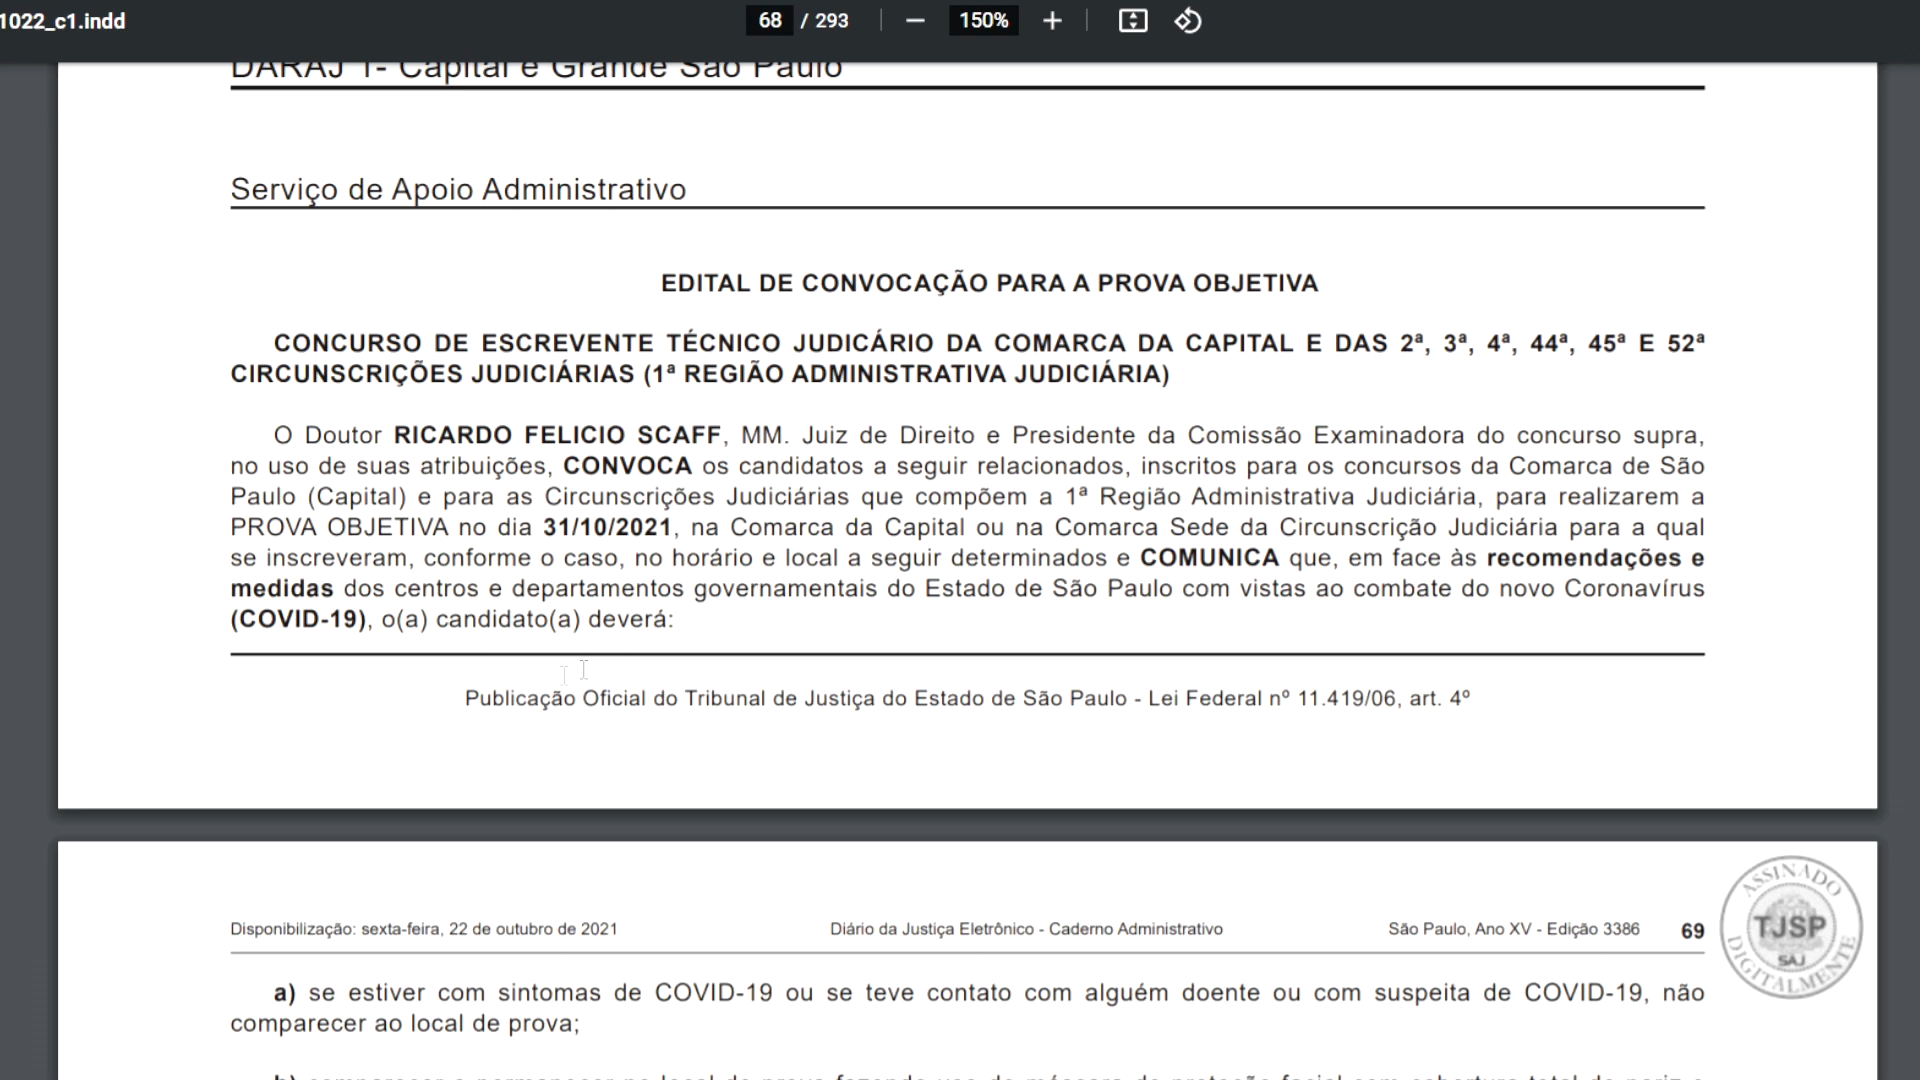 1022_c1.indd
68 / 293
150%
DARAJ 1- Capital e Grande São Paulo
Serviço de Apoio Administrativo
EDITAL DE CONVOCAÇÃO PARA A PROVA OBJETIVA
CONCURSO DE ESCREVENTE TÉCNICO JUDICÁRIO DA COMARCA DA CAPITAL E DAS 2ª, 3ª, 4ª, 44ª, 45ª E 52ª
CIRCUNSCRIÇÕES JUDICIÁRIAS (1ª REGIÃO ADMINISTRATIVA JUDICIÁRIA)
O Doutor RICARDO FELICIO SCAFF, MM. Juiz de Direito e Presidente da Comissão Examinadora do concurso supra,
no uso de suas atribuições, CONVOCA os candidatos a seguir relacionados, inscritos para os concursos da Comarca de São
Paulo (Capital) e para as Circunscrições Judiciárias que compõem a 1ª Região Administrativa Judiciária, para realizarem a
PROVA OBJETIVA no dia 31/10/2021, na Comarca da Capital ou na Comarca Sede da Circunscrição Judiciária para a qual
se inscreveram, conforme o caso, no horário e local a seguir determinados e COMUNICA que, em face às recomendações e
medidas dos centros e departamentos governamentais do Estado de São Paulo com vistas ao combate do novo Coronavírus
(COVID-19), o(a) candidato(a) deverá:
Publicação Oficial do Tribunal de Justiça do Estado de São Paulo - Lei Federal nº 11.419/06, art. 4º
Disponibilização: sexta-feira, 22 de outubro de 2021
Diário da Justiça Eletrônico - Caderno Administrativo
São Paulo, Ano XV - Edição 3386
69
ASSINADO
TJSP
SAJ
DIGITALMENTE
a) se estiver com sintomas de COVID-19 ou se teve contato com alguém doente ou com suspeita de COVID-19, não
comparecer ao local de prova;